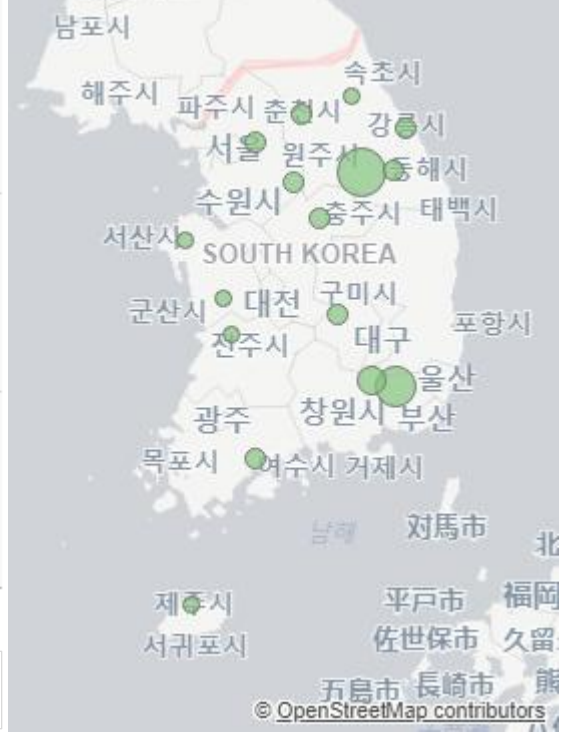 남포시
속초시
해주시
파주시
춘천시
강릉시
서울
원주시
동해시
수원시
충주시
태백시
서산시
SOUTH KOREA
구미시
대전
군산시
포항시
대구
전주시
울산
창원시
부산
광주
목포시
여수시
거제시
남해
対馬市
北
제주시
平戸市
福岡
서귀포시
佐世保市
久留
五島市
長崎市
熊
© OpenStreetMap contributors